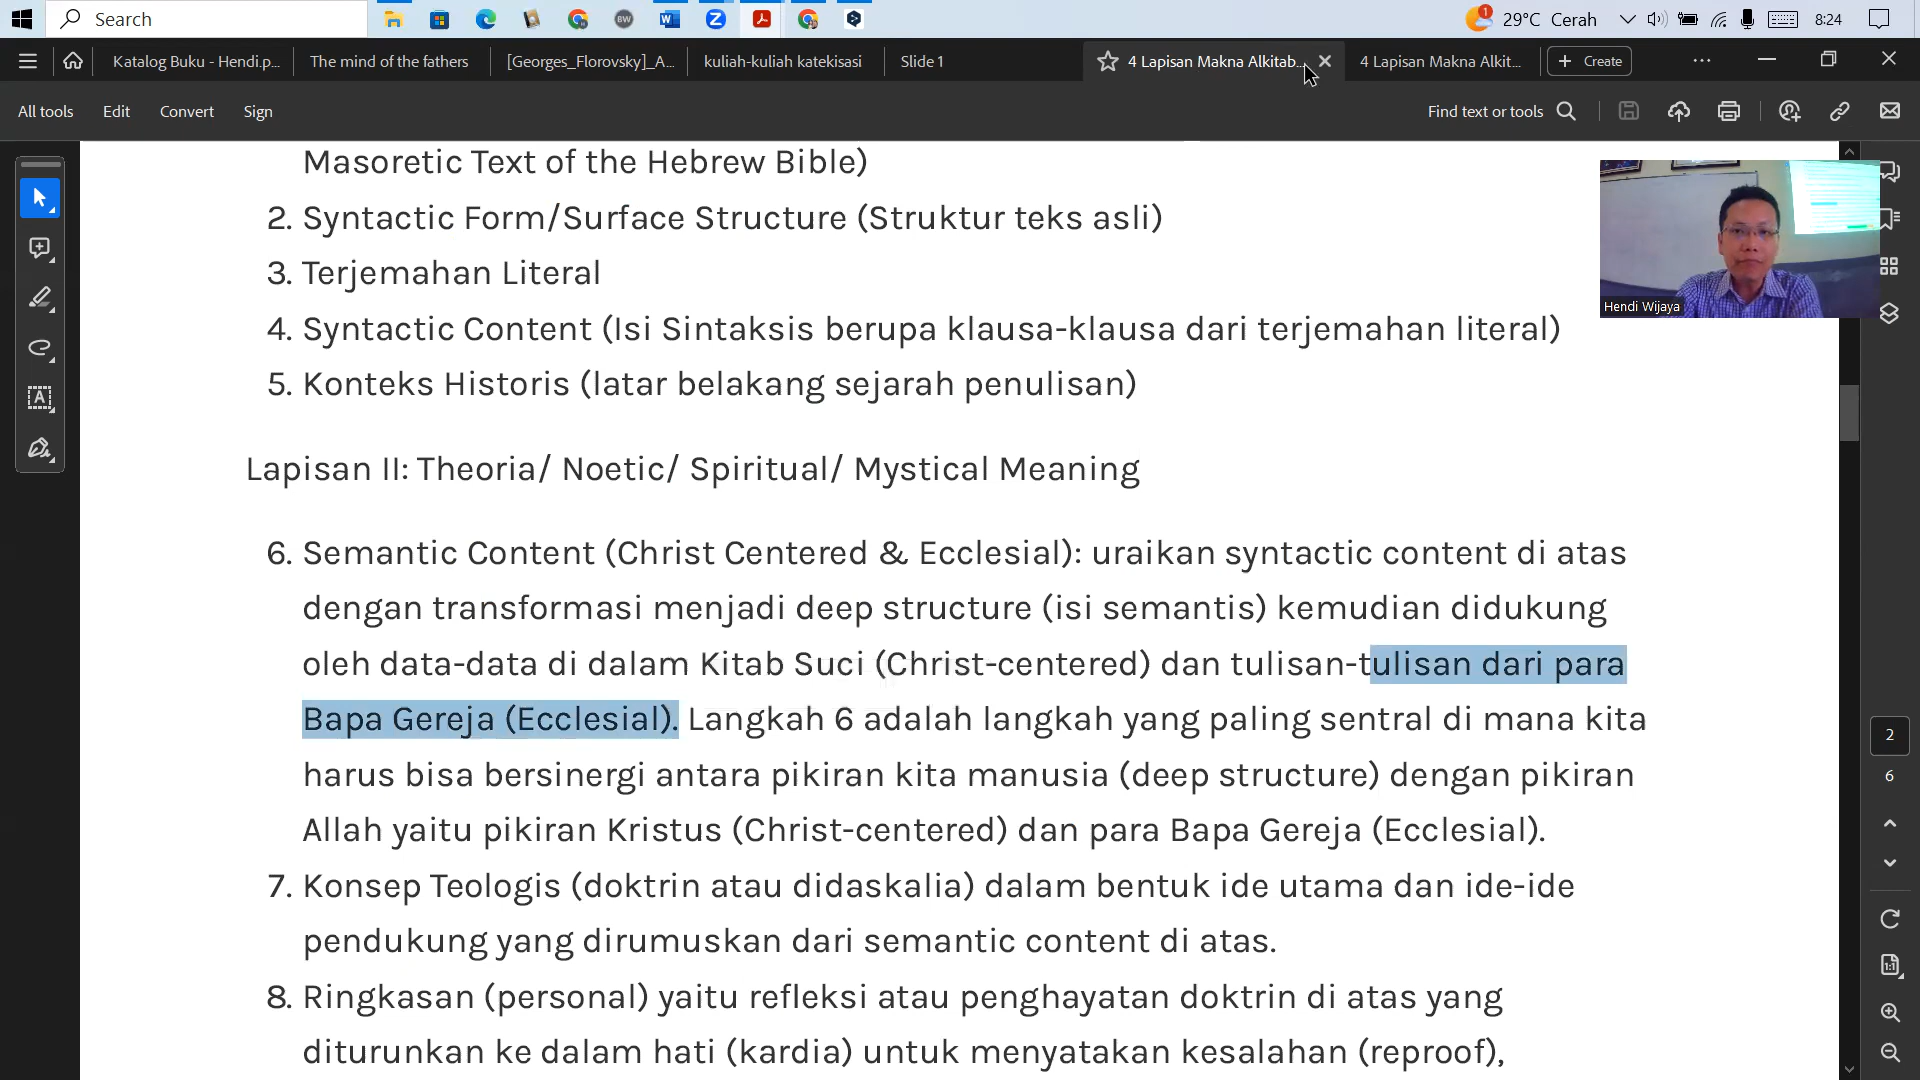 Search
BW
1
29°C Cerah
8:24
Katalog Buku - Hendi.p...
The mind of the fathers
[Georges_Florovsky]_A...
kuliah-kuliah katekisasi
Slide 1
4 Lapisan Makna Alkitab...
4 Lapisan Makna Alkit...
Create
All tools
Edit
Convert
Sign
Find text or tools
Masoretic Text of the Hebrew Bible)
2. Syntactic Form/Surface Structure (Struktur teks asli)
3. Terjemahan Literal
4. Syntactic Content (Isi Sintaksis berupa klausa-klausa dari terjemahan literal)
5. Konteks Historis (latar belakang sejarah penulisan)
Hendi Wijaya
Lapisan II: Theoria/ Noetic/ Spiritual/ Mystical Meaning
6. Semantic Content (Christ Centered & Ecclesial): uraikan syntactic content di atas
dengan transformasi menjadi deep structure (isi semantis) kemudian didukung
oleh data-data di dalam Kitab Suci (Christ-centered) dan tulisan-tulisan dari para
Bapa Gereja (Ecclesial). Langkah 6 adalah langkah yang paling sentral di mana kita
harus bisa bersinergi antara pikiran kita manusia (deep structure) dengan pikiran
Allah yaitu pikiran Kristus (Christ-centered) dan para Bapa Gereja (Ecclesial).
7. Konsep Teologis (doktrin atau didaskalia) dalam bentuk ide utama dan ide-ide
pendukung yang dirumuskan dari semantic content di atas.
8. Ringkasan (personal) yaitu refleksi atau penghayatan doktrin di atas yang
diturunkan ke dalam hati (kardia) untuk menyatakan kesalahan (reproof),
2
6